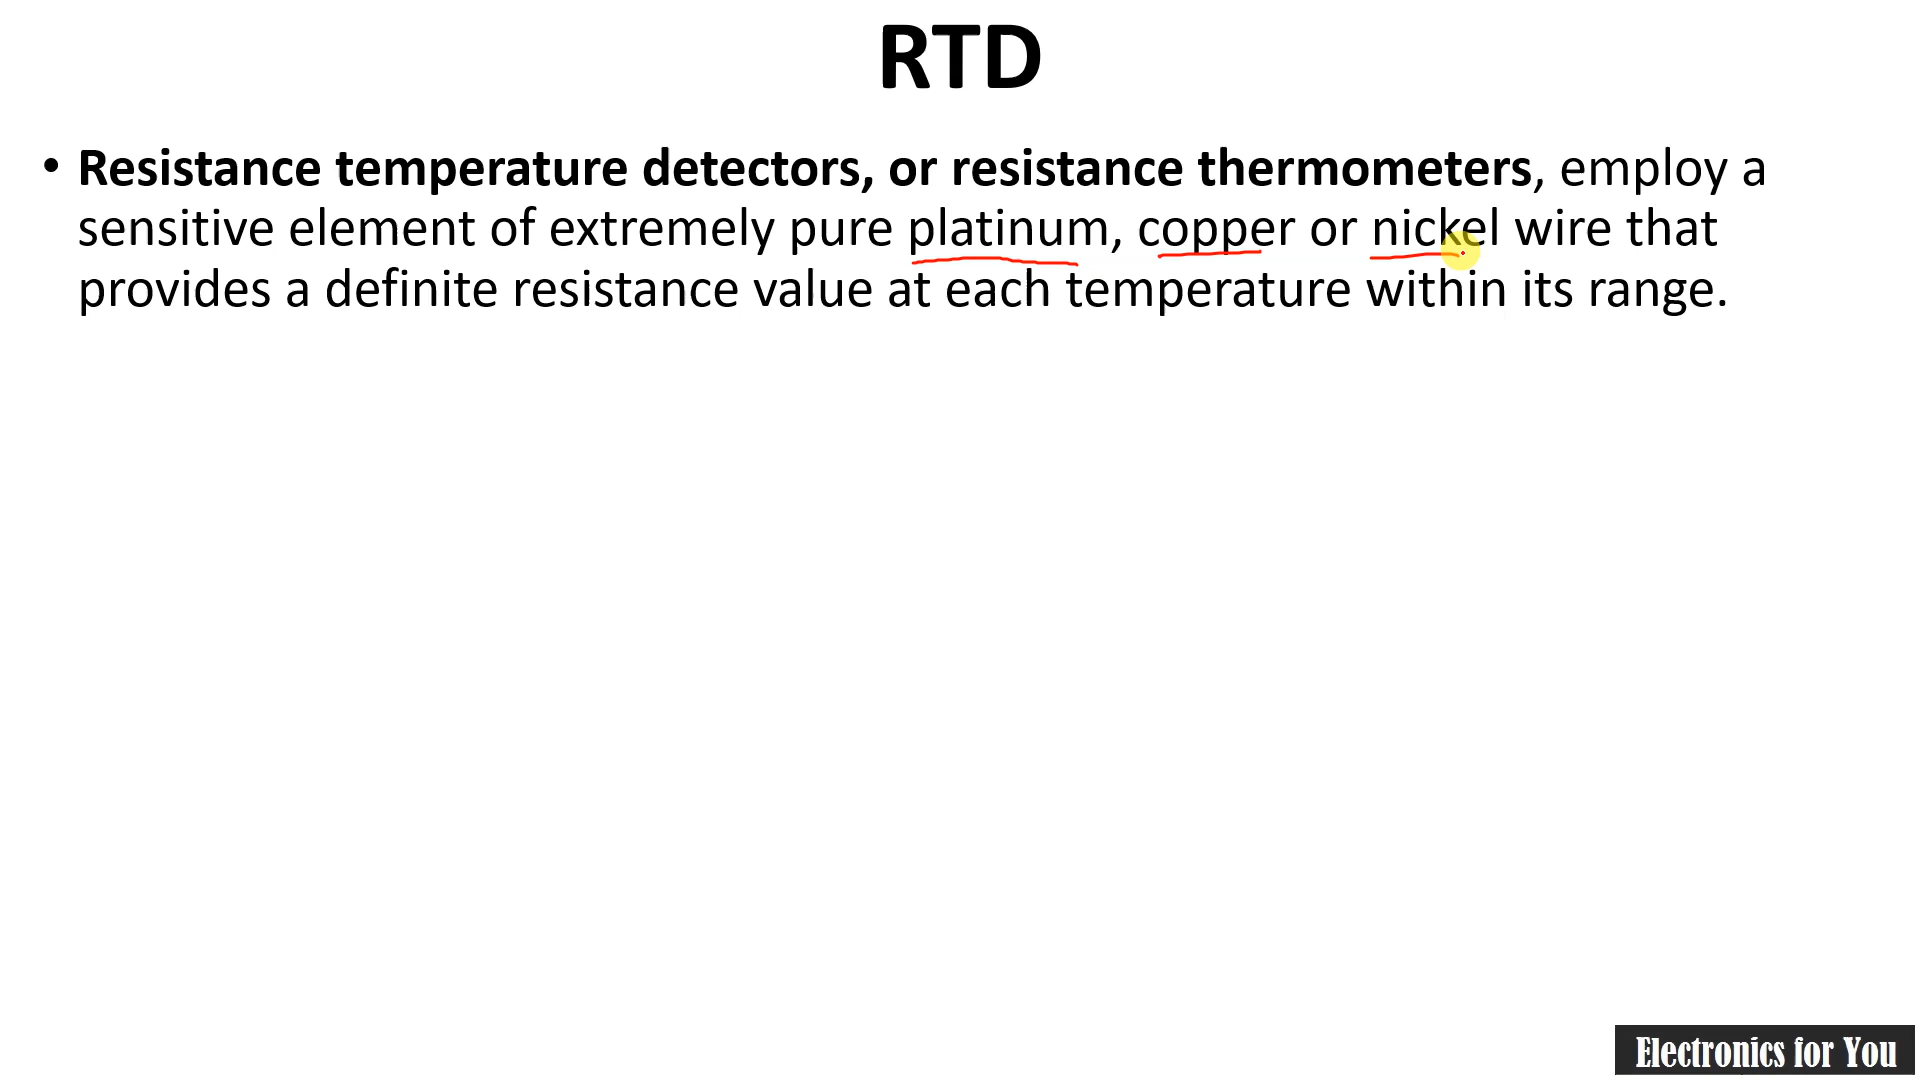 RTD
• Resistance temperature detectors, or resistance thermometers, employ a
sensitive element of extremely pure platinum, copper or nickel wire that
provides a definite resistance value at each temperature within its range.
Electronics for You